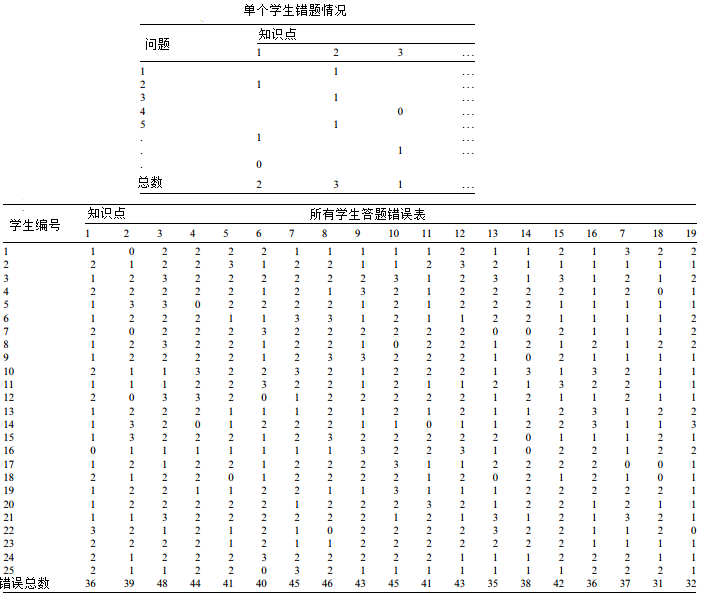 单个学生错题情况
问题 知识点
1 2 3 ...
1 1 ...
2 1 ...
3 1 ...
4 0 ...
5 1 ...
. 1 ...
. 1 ...
. 0
总数 2 3 1 ...
学生编号 知识点 所有学生答题错误表
1 2 3 4 5 6 7 8 9 10 11 12 13 14 15 16 7 18 19
1 1 0 2 2 2 2 1 1 1 1 1 2 1 1 2 1 3 2 2
2 2 1 2 2 3 1 2 2 1 1 2 3 2 1 1 1 1 1 1
3 1 2 3 2 2 2 2 2 2 3 1 2 3 1 3 1 2 1 2
4 2 2 2 2 2 1 2 1 3 2 1 2 2 2 2 1 2 0 1
5 1 3 3 0 2 2 2 2 1 2 1 2 2 2 1 1 1 1 1
6 1 2 2 2 1 1 3 3 1 2 1 1 2 2 1 1 1 1 2
7 2 0 2 2 2 3 2 2 2 2 2 2 0 0 2 1 1 1 2
8 1 2 3 2 2 1 2 2 1 0 2 2 1 2 1 2 1 2 2
9 1 2 2 2 2 1 2 3 3 2 2 2 1 0 2 1 1 1 1
10 2 1 1 3 2 2 3 2 1 2 2 2 1 3 1 3 2 1 1
11 1 1 1 2 2 3 2 2 1 2 1 1 2 1 3 2 2 1 1
12 2 0 3 3 2 0 1 2 2 2 2 2 1 2 1 1 2 1 1
13 1 2 2 2 1 1 1 2 1 2 1 2 1 1 2 3 1 2 2
14 1 3 2 0 1 2 2 2 1 1 0 1 1 2 2 3 1 1 3
15 1 3 2 2 2 1 2 3 2 2 2 2 2 0 1 1 1 2 1
16 0 1 1 1 1 1 1 1 3 2 2 3 1 0 2 2 1 2 2
17 1 2 1 2 2 1 2 2 2 3 1 1 2 2 2 2 0 0 1
18 2 1 2 2 0 1 2 2 2 2 1 2 0 2 1 2 1 0 1
19 1 2 2 1 1 2 2 1 1 3 1 1 1 2 2 2 2 2 1
20 1 2 2 2 2 2 1 2 2 2 3 2 1 2 2 1 2 1 1
21 1 1 3 2 2 2 2 2 2 1 2 1 3 1 2 1 3 2 1
22 3 2 1 2 1 2 1 0 2 2 2 2 3 2 2 1 1 2 0
23 2 2 2 2 1 2 1 1 2 2 2 2 2 2 2 1 1 1 1
24 2 1 2 2 2 3 2 2 2 2 1 1 1 2 2 2 2 1 1
25 2 1 1 2 2 0 3 2 1 1 1 1 1 1 1 2 2 2 1
错误总数 36 39 48 44 41 40 45 46 43 45 41 43 35 38 42 36 37 31 32